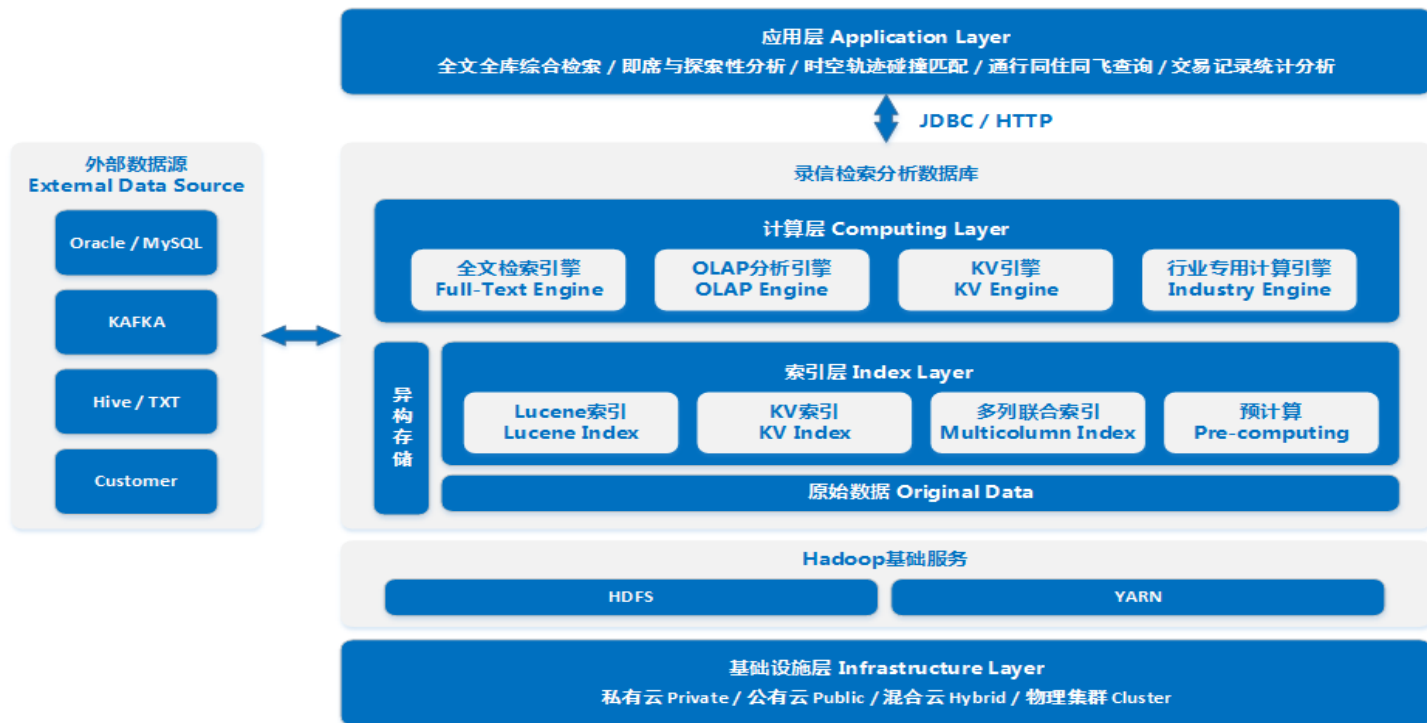 应用层 Application Layer
全文全库综合检索 / 即席与探索性分析 / 时空轨迹碰撞匹配 / 通行同住同飞查询 / 交易记录统计分析
JDBC / HTTP
外部数据源
External Data Source
Oracle / MySQL
KAFKA
Hive / TXT
Customer
录信检索分析数据库
计算层 Computing Layer
全文检索引擎
Full-Text Engine
OLAP分析引擎
OLAP Engine
KV引擎
KV Engine
行业专用计算引擎
Industry Engine
异
构
存
储
索引层 Index Layer
Lucene索引
Lucene Index
KV索引
KV Index
多列联合索引
Multicolumn Index
预计算
Pre-computing
原始数据 Original Data
Hadoop基础服务
HDFS
YARN
基础设施层 Infrastructure Layer
私有云 Private / 公有云 Public / 混合云 Hybrid / 物理集群 Cluster